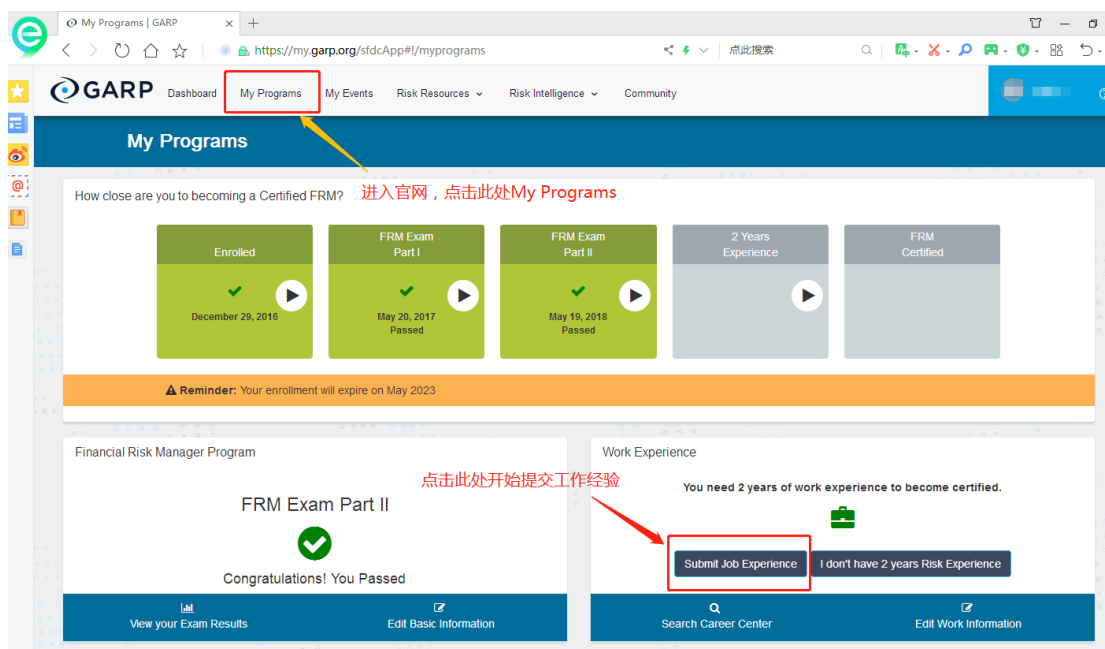 My Programs | GARP
https://my.garp.org/sfdcApp#!/myprograms
点此搜索
GARP
Dashboard
My Programs
My Events
Risk Resources
Risk Intelligence
Community
My Programs
How close are you to becoming a Certified FRM?
进入官网，点击此处My Programs
Enrolled
December 29, 2016
FRM Exam
Part I
May 20, 2017
Passed
FRM Exam
Part II
May 19, 2018
Passed
2 Years
Experience
FRM
Certified
Reminder: Your enrollment will expire on May 2023
Financial Risk Manager Program
FRM Exam Part II
Congratulations! You Passed
View your Exam Results
Edit Basic Information
Work Experience
点击此处开始提交工作经验
You need 2 years of work experience to become certified.
Submit Job Experience
I don't have 2 years Risk Experience
Search Career Center
Edit Work Information